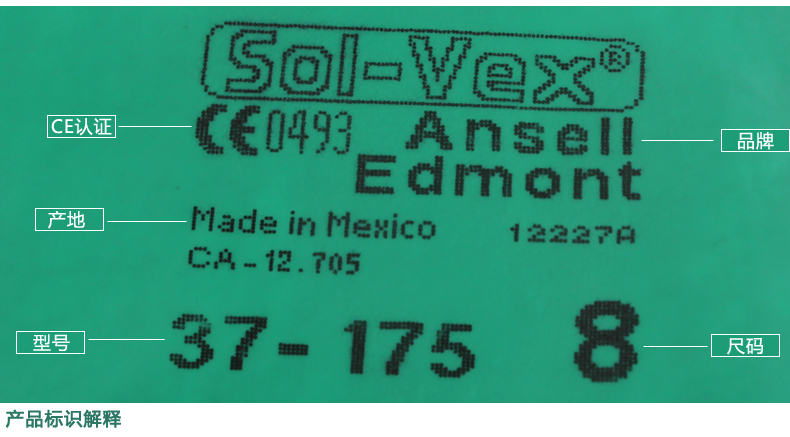 Sol-Vex®
CE认证
CE0493
Ansell
品牌
Edmont
产地
Made in Mexico
12227A
CA-12.705
型号
37-175
8
尺码
产品标识解释